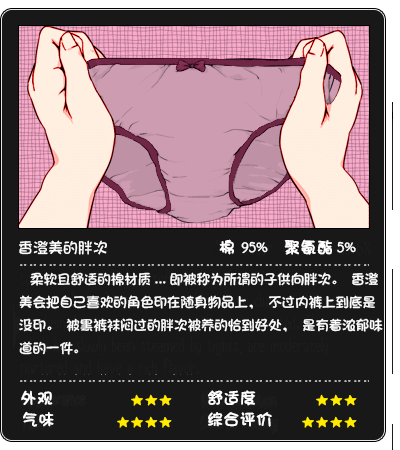 香澄美的胖次 棉 95% 聚氨酯 5%
柔软且舒适的棉材质 ... 即被称为所谓的子供向胖次。 香澄
美会把自己喜欢的角色印在随身物品上, 不过内裤上到底是
没印。 被黑裤袜闷过的胖次被养的恰到好处, 是有着浓郁味
道的一件。
外观 ★★★ 舒适度 ★★★
气味 ★★★★ 综合评价 ★★★★